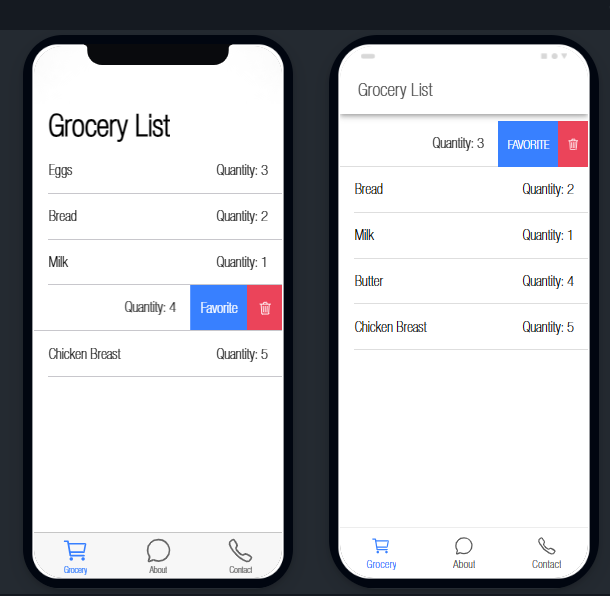 Grocery List
Eggs Quantity: 3
Bread Quantity: 2
Milk Quantity: 1
Quantity: 4 Favorite
Chicken Breast Quantity: 5
Grocery About Contact
Grocery List
Quantity: 3 FAVORITE
Bread Quantity: 2
Milk Quantity: 1
Butter Quantity: 4
Chicken Breast Quantity: 5
Grocery About Contact